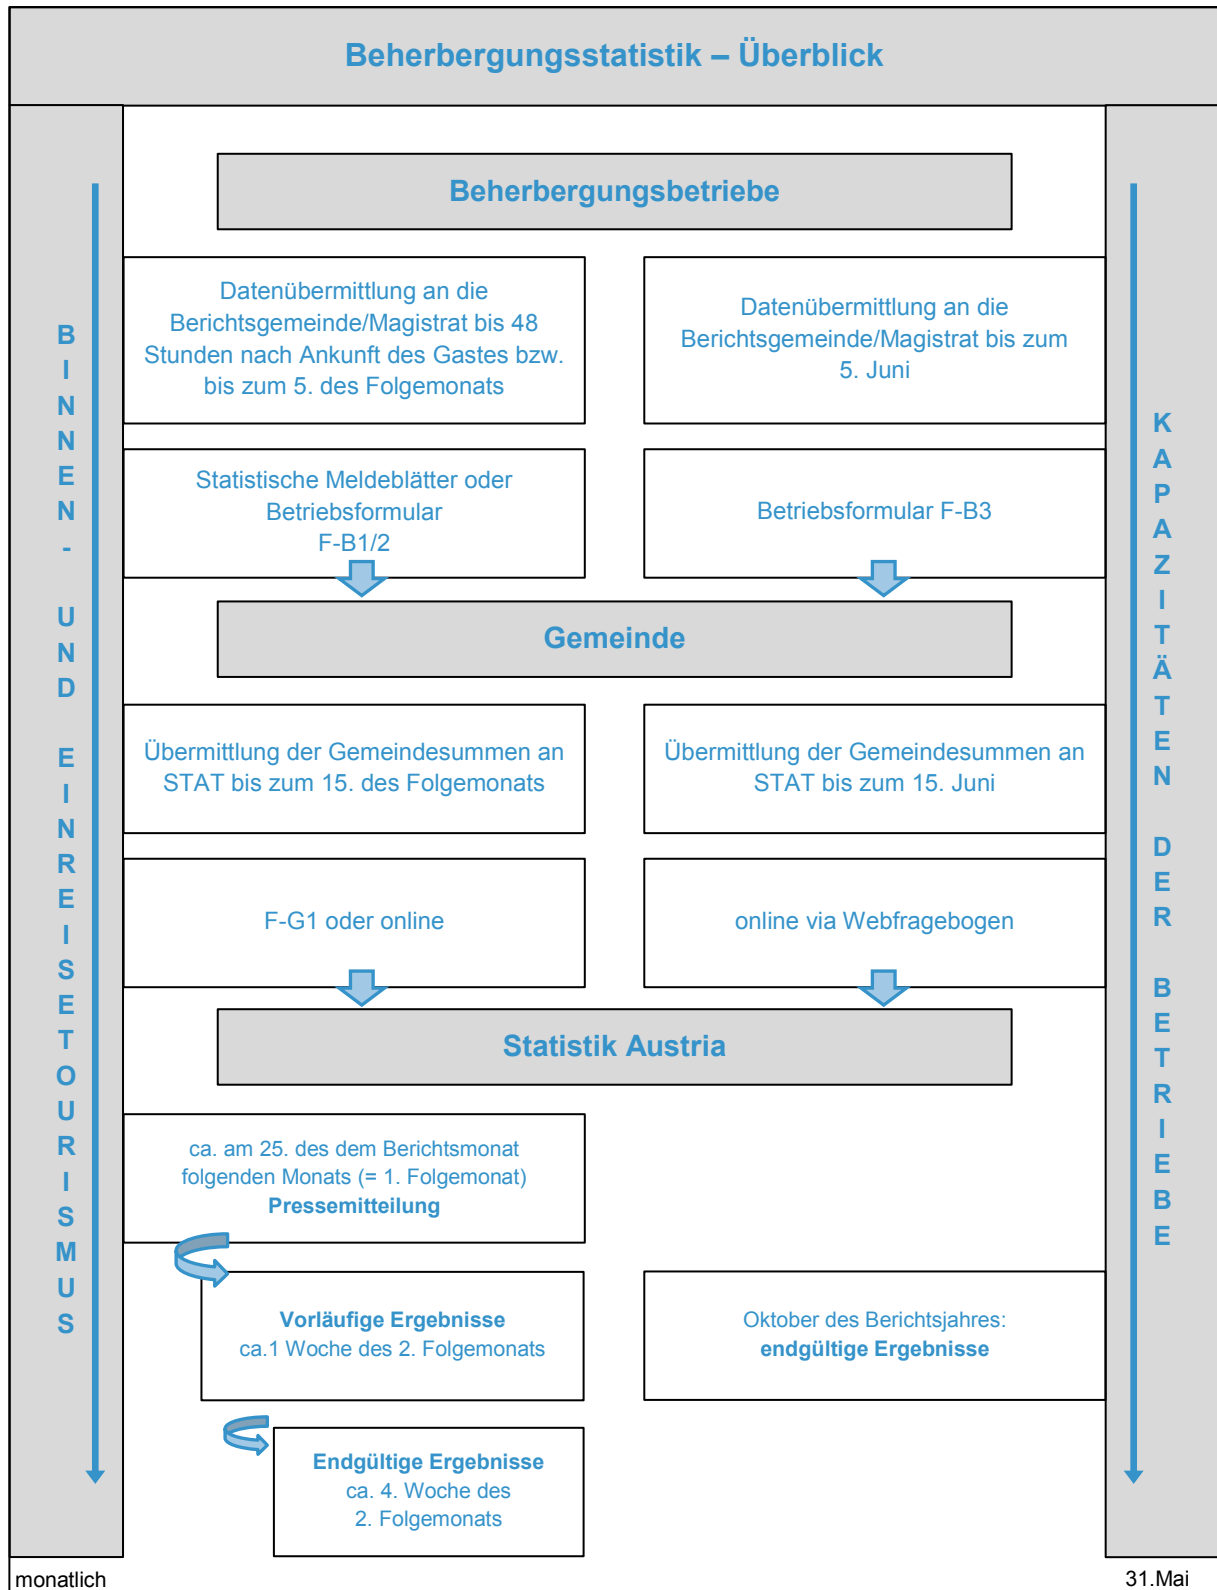 Beherbergungsstatistik – Überblick
BINNEN- UND EINREISETOURISMUS
Beherbergungsbetriebe
Datenübermittlung an die
Berichtsgemeinde/Magistrat bis 48
Stunden nach Ankunft des Gastes bzw.
bis zum 5. des Folgemonats
Datenübermittlung an die
Berichtsgemeinde/Magistrat bis zum
5. Juni
Statistische Meldeblätter oder
Betriebsformular
F-B1/2
Betriebsformular F-B3
Gemeinde
Übermittlung der Gemeindesummen an
STAT bis zum 15. des Folgemonats
Übermittlung der Gemeindesummen an
STAT bis zum 15. Juni
F-G1 oder online
online via Webfragebogen
Statistik Austria
ca. am 25. des dem Berichtsmonat
folgenden Monats (= 1. Folgemonat)
Pressemitteilung
Vorläufige Ergebnisse
ca.1 Woche des 2. Folgemonats
Oktober des Berichtsjahres:
endgültige Ergebnisse
Endgültige Ergebnisse
ca. 4. Woche des
2. Folgemonats
KAPAZITÄTEN DER BETRIEBE
monatlich
31.Mai